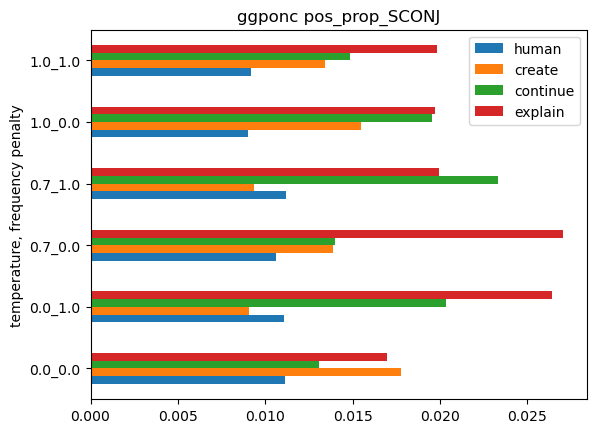 ggponc pos_prop_SCONJ
human
create
continue
explain
temperature, frequency penalty
1.0_1.0
1.0_0.0
0.7_1.0
0.7_0.0
0.0_1.0
0.0_0.0
0.000 0.005 0.010 0.015 0.020 0.025